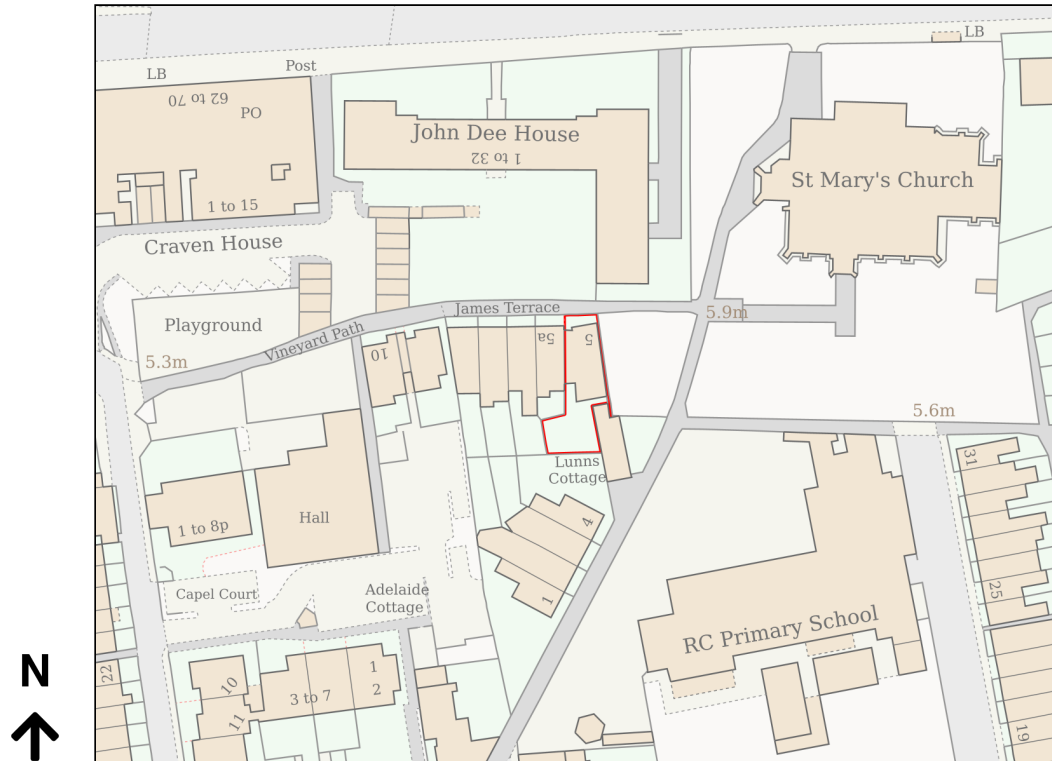 LB
LB
Post
62 to 70
PO
John Dee House
1 to 32
St Mary's Church
1 to 15
Craven House
James Terrace
5.9m
Playground
Vineyard Path
5a
5
10
5.3m
5.6m
31
Lunns
Cottage
1 to 8p
Hall
4
1
25
Capel Court
Adelaide
Cottage
RC Primary School
N
22
10
11
3 to 7
1
2
19